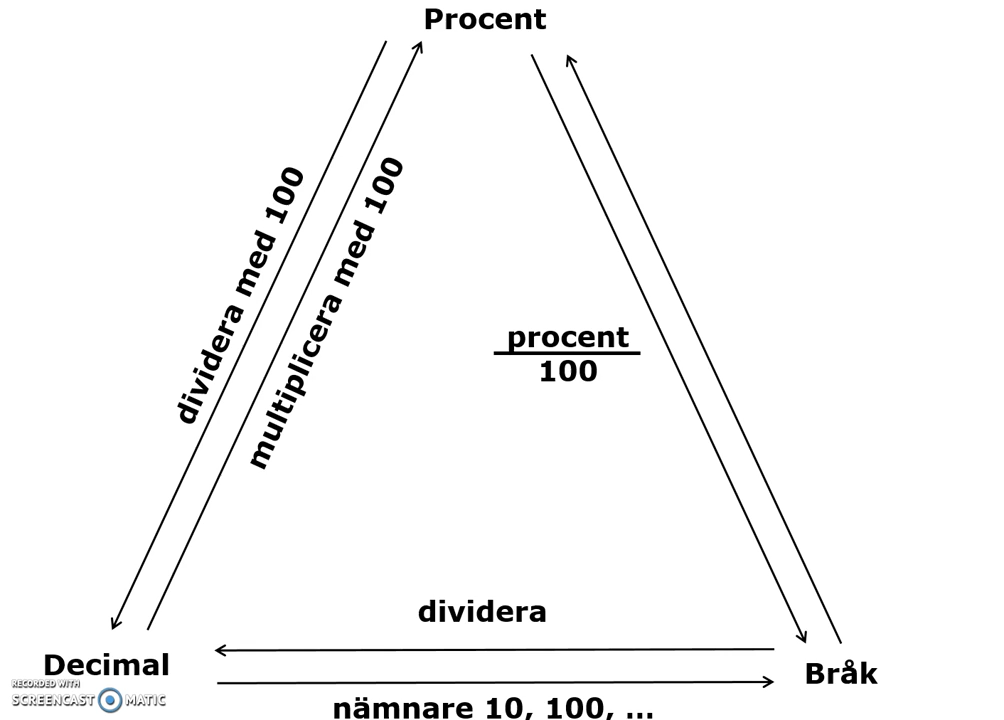 Procent
dividera med 100
multiplicera med 100
procent
100
dividera
Decimal
Bråk
nämnare 10, 100, ...
RECORDED WITH
SCREENCAST MATIC